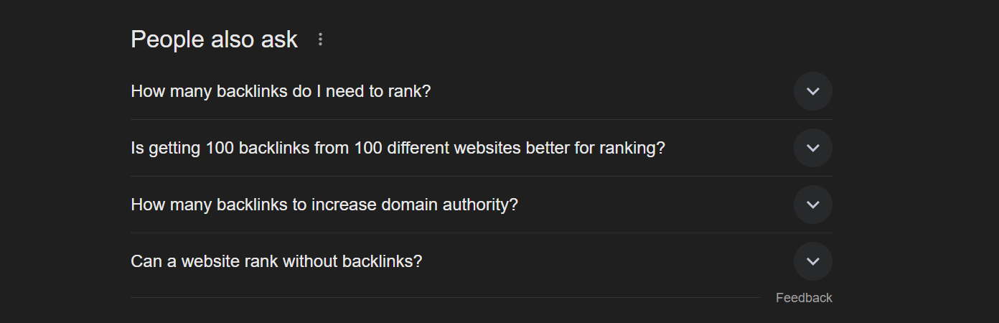 People also ask
How many backlinks do I need to rank?
Is getting 100 backlinks from 100 different websites better for ranking?
How many backlinks to increase domain authority?
Can a website rank without backlinks?
Feedback